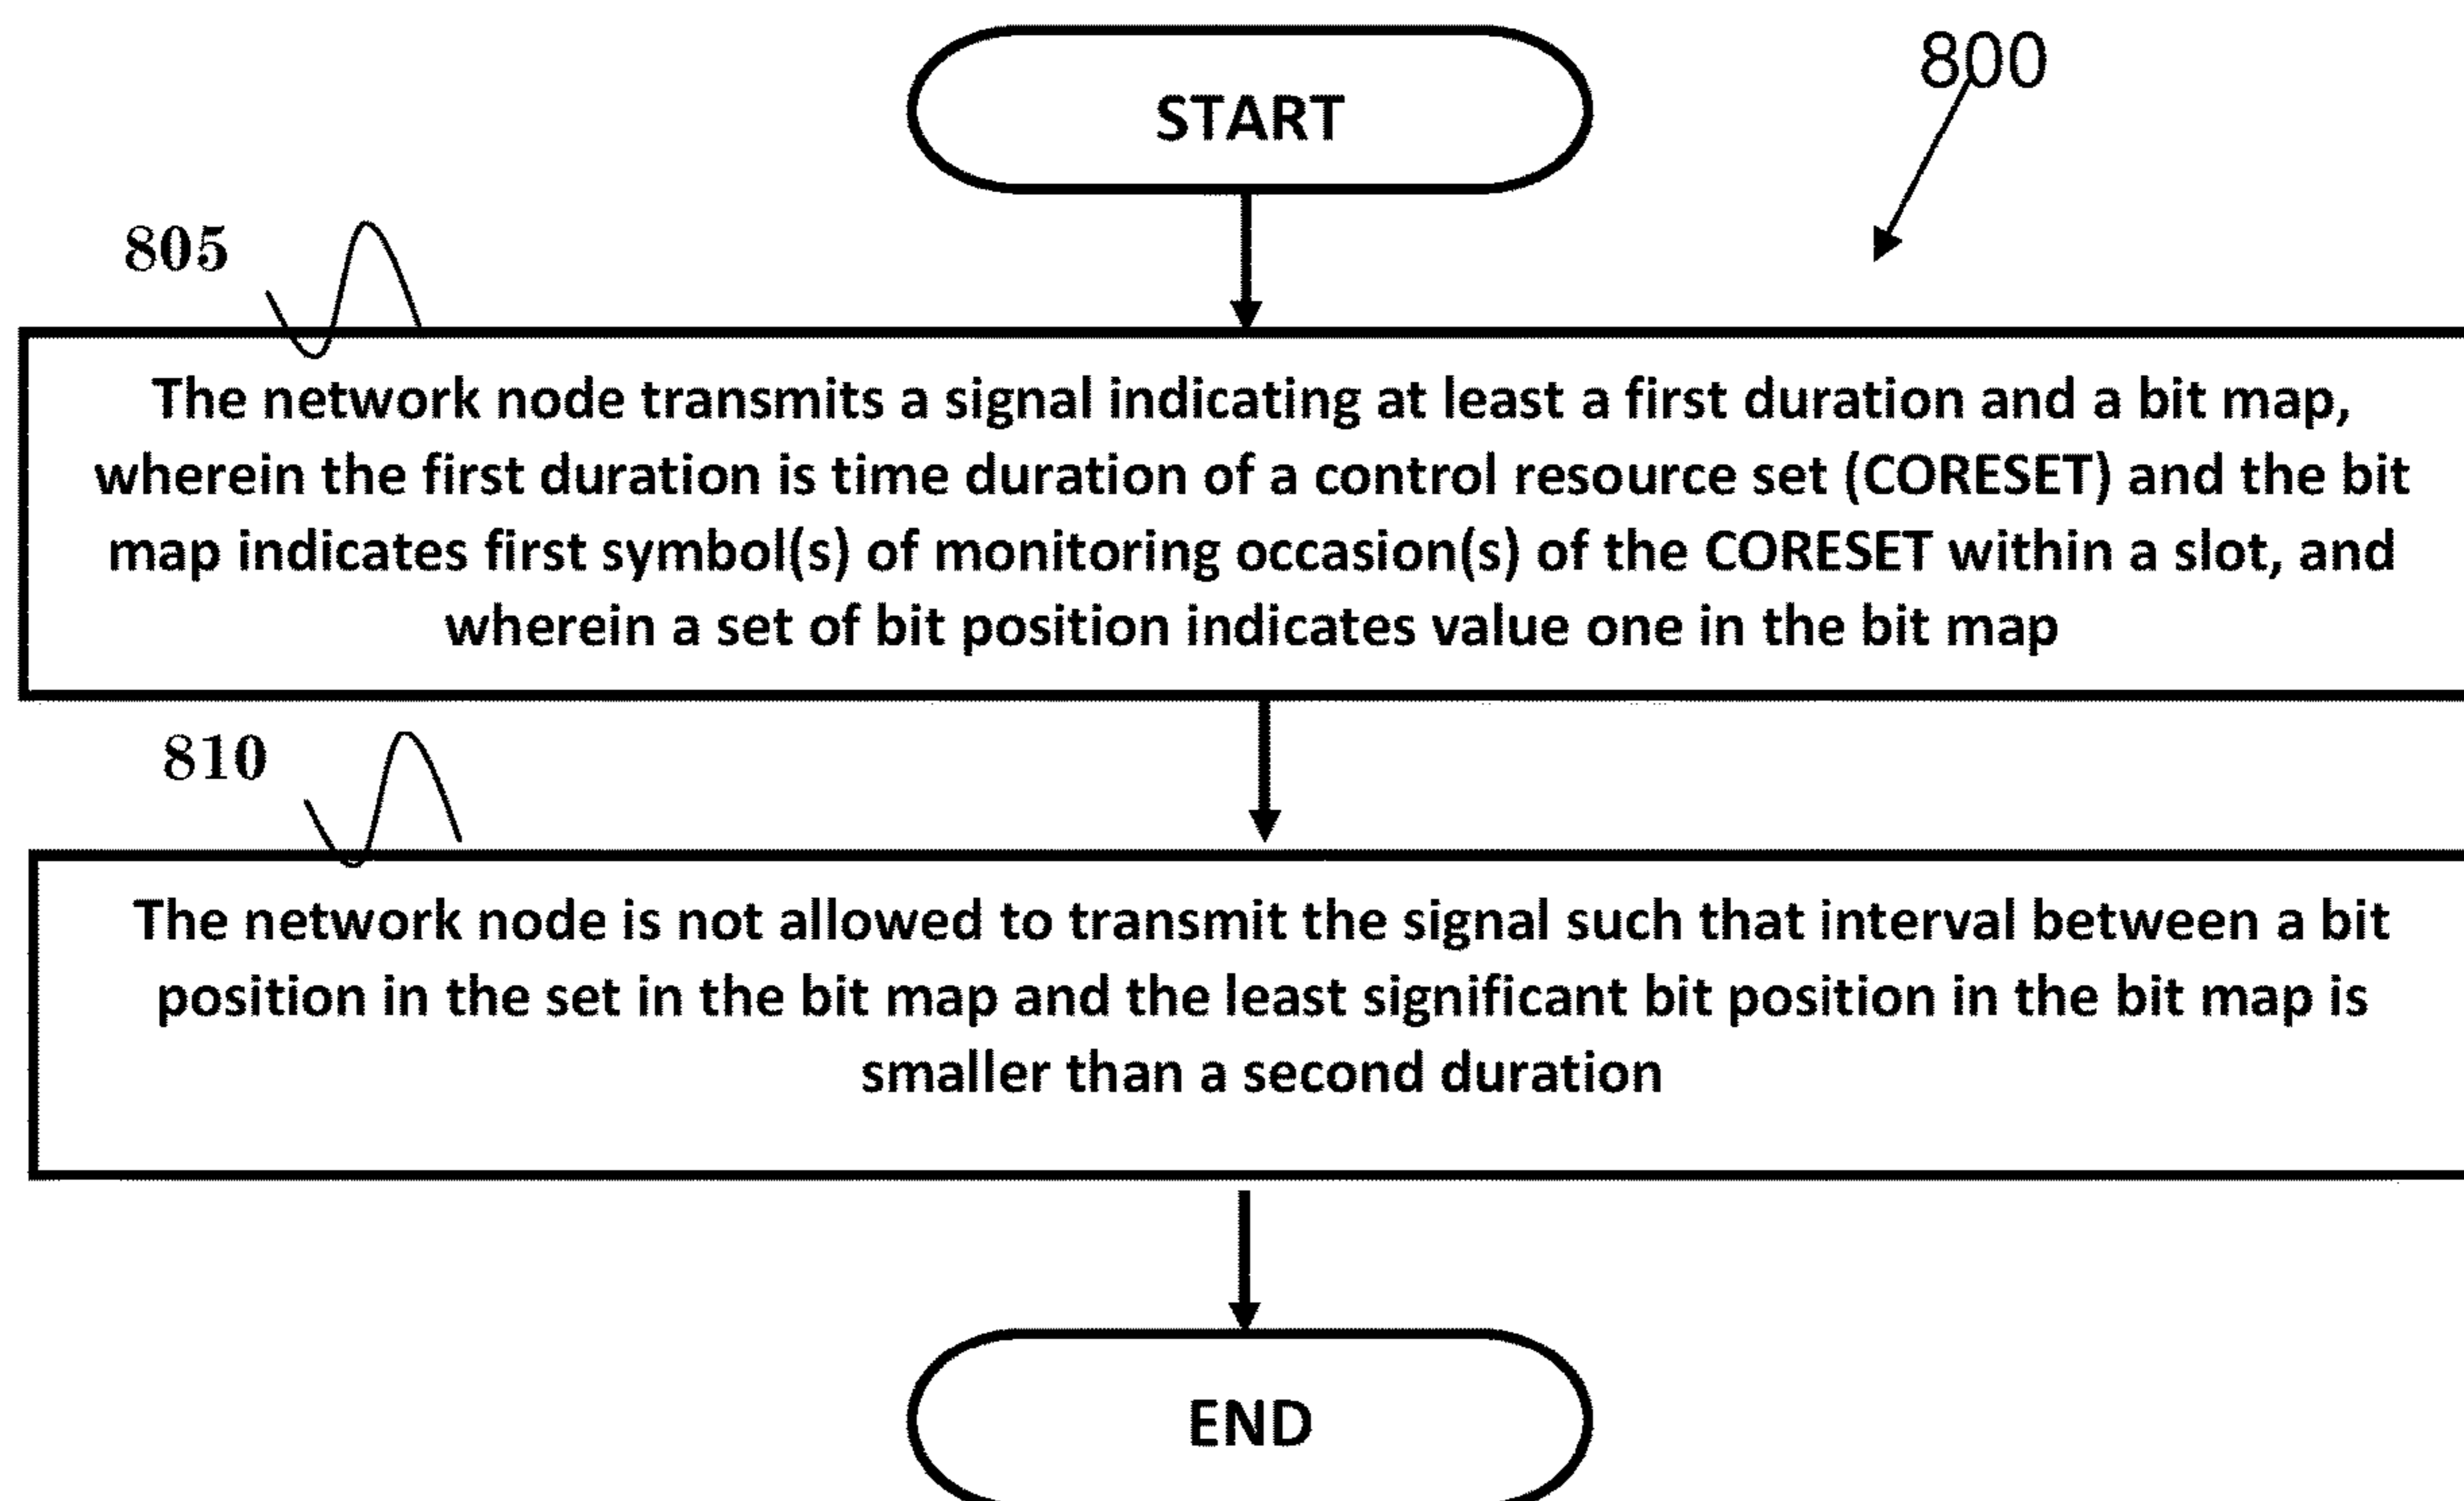 START
800
805
The network node transmits a signal indicating at least a first duration and a bit map,
wherein the first duration is time duration of a control resource set (CORESET) and the bit
map indicates first symbol(s) of monitoring occasion(s) of the CORESET within a slot, and
wherein a set of bit position indicates value one in the bit map
810
The network node is not allowed to transmit the signal such that interval between a bit
position in the set in the bit map and the least significant bit position in the bit map is
smaller than a second duration
END